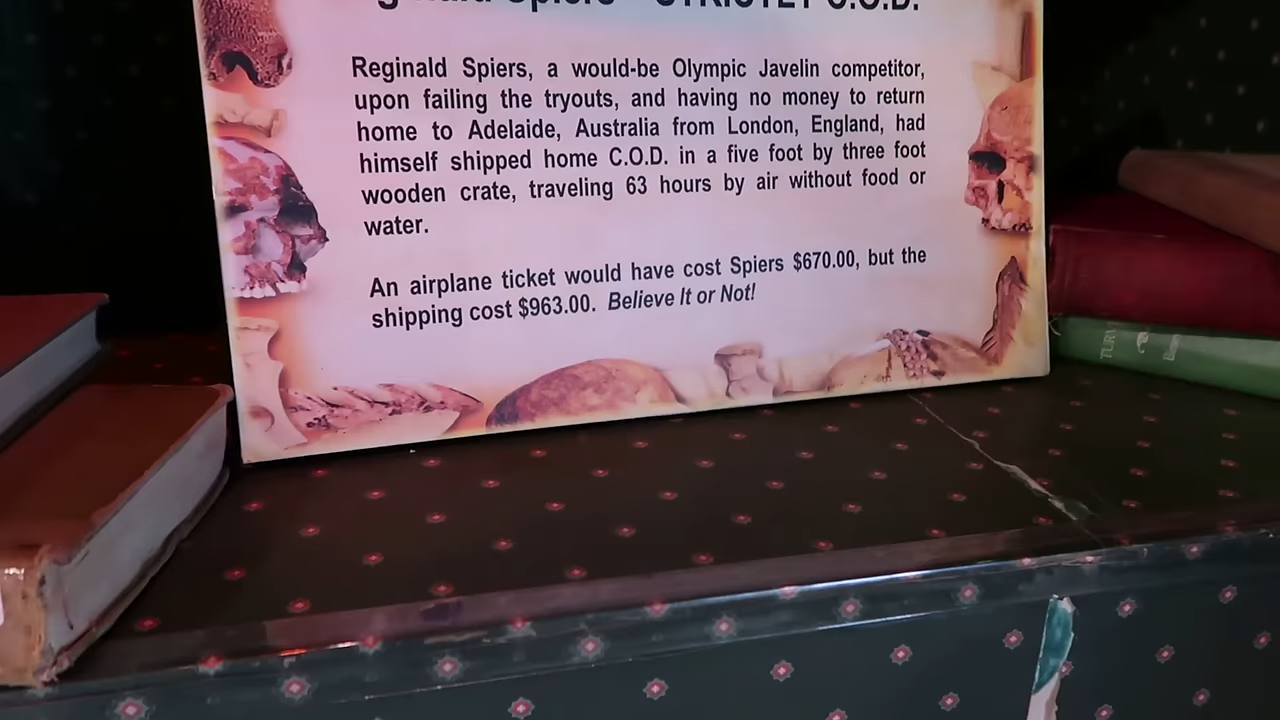 Spiers STRICTLY C.O.D.
Reginald Spiers, a would-be Olympic Javelin competitor,
upon failing the tryouts, and having no money to return
home to Adelaide, Australia from London, England, had
himself shipped home C.O.D. in a five foot by three foot
wooden crate, traveling 63 hours by air without food or
water.
An airplane ticket would have cost Spiers $670.00, but the
shipping cost $963.00. Believe It or Not!